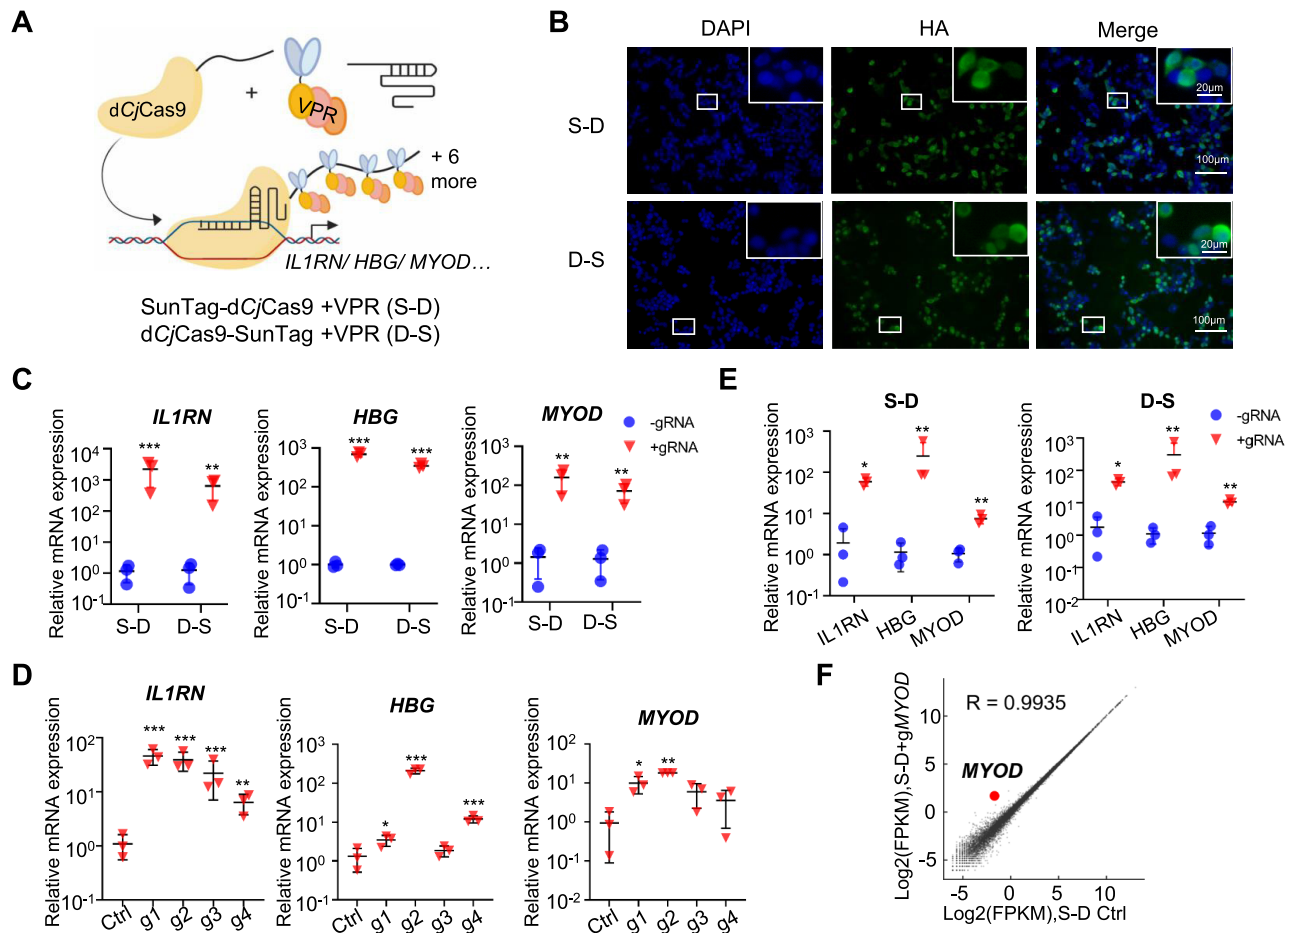 A
dCjCas9
+
VPR
+ 6
more
IL1RN/ HBG/ MYOD...
SunTag-dCjCas9 +VPR (S-D)
dCjCas9-SunTag +VPR (D-S)
B
DAPI
HA
Merge
S-D
20µm
100µm
D-S
20µm
100µm
C
Relative mRNA expression
IL1RN
10^4
10^3
10^2
10^1
10^0
10^-1
***
**
S-D
D-S
Relative mRNA expression
HBG
10^3
10^2
10^1
10^0
10^-1
***
***
S-D
D-S
Relative mRNA expression
MYOD
10^3
10^2
10^1
10^0
10^-1
**
**
S-D
D-S
-gRNA
+gRNA
E
Relative mRNA expression
S-D
10^3
10^2
10^1
10^0
10^-1
*
**
**
IL1RN
HBG
MYOD
Relative mRNA expression
D-S
10^3
10^2
10^1
10^0
10^-1
10^-2
*
**
**
IL1RN
HBG
MYOD
-gRNA
+gRNA
D
Relative mRNA expression
IL1RN
10^2
10^1
10^0
10^-1
***
***
***
**
Ctrl
g1
g2
g3
g4
Relative mRNA expression
HBG
10^3
10^2
10^1
10^0
10^-1
*
***
***
Ctrl
g1
g2
g3
g4
Relative mRNA expression
MYOD
10^2
10^1
10^0
10^-1
10^-2
*
**
Ctrl
g1
g2
g3
g4
F
Log2(FPKM),S-D+gMYOD
R = 0.9935
MYOD
10
5
0
-5
-5
0
5
10
Log2(FPKM),S-D Ctrl